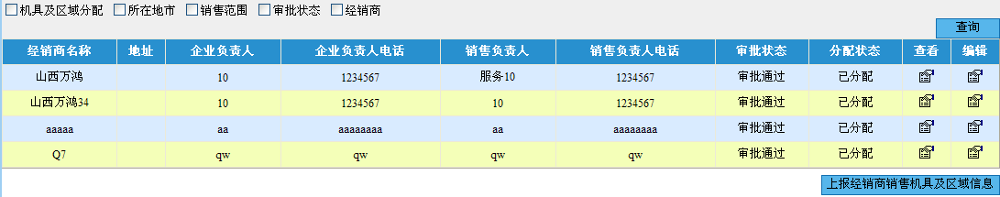 机具及区域分配 所在地市 销售范围 审批状态 经销商
查询
经销商名称 地址 企业负责人 企业负责人电话 销售负责人 销售负责人电话 审批状态 分配状态 查看 编辑
山西万鸿 10 1234567 服务10 1234567 审批通过 已分配
山西万鸿34 10 1234567 10 1234567 审批通过 已分配
aaaaa aa aaaaaaaa aa aaaaaaaa 审批通过 已分配
Q7 qw qw qw qw 审批通过 已分配
上报经销商销售机具及区域信息